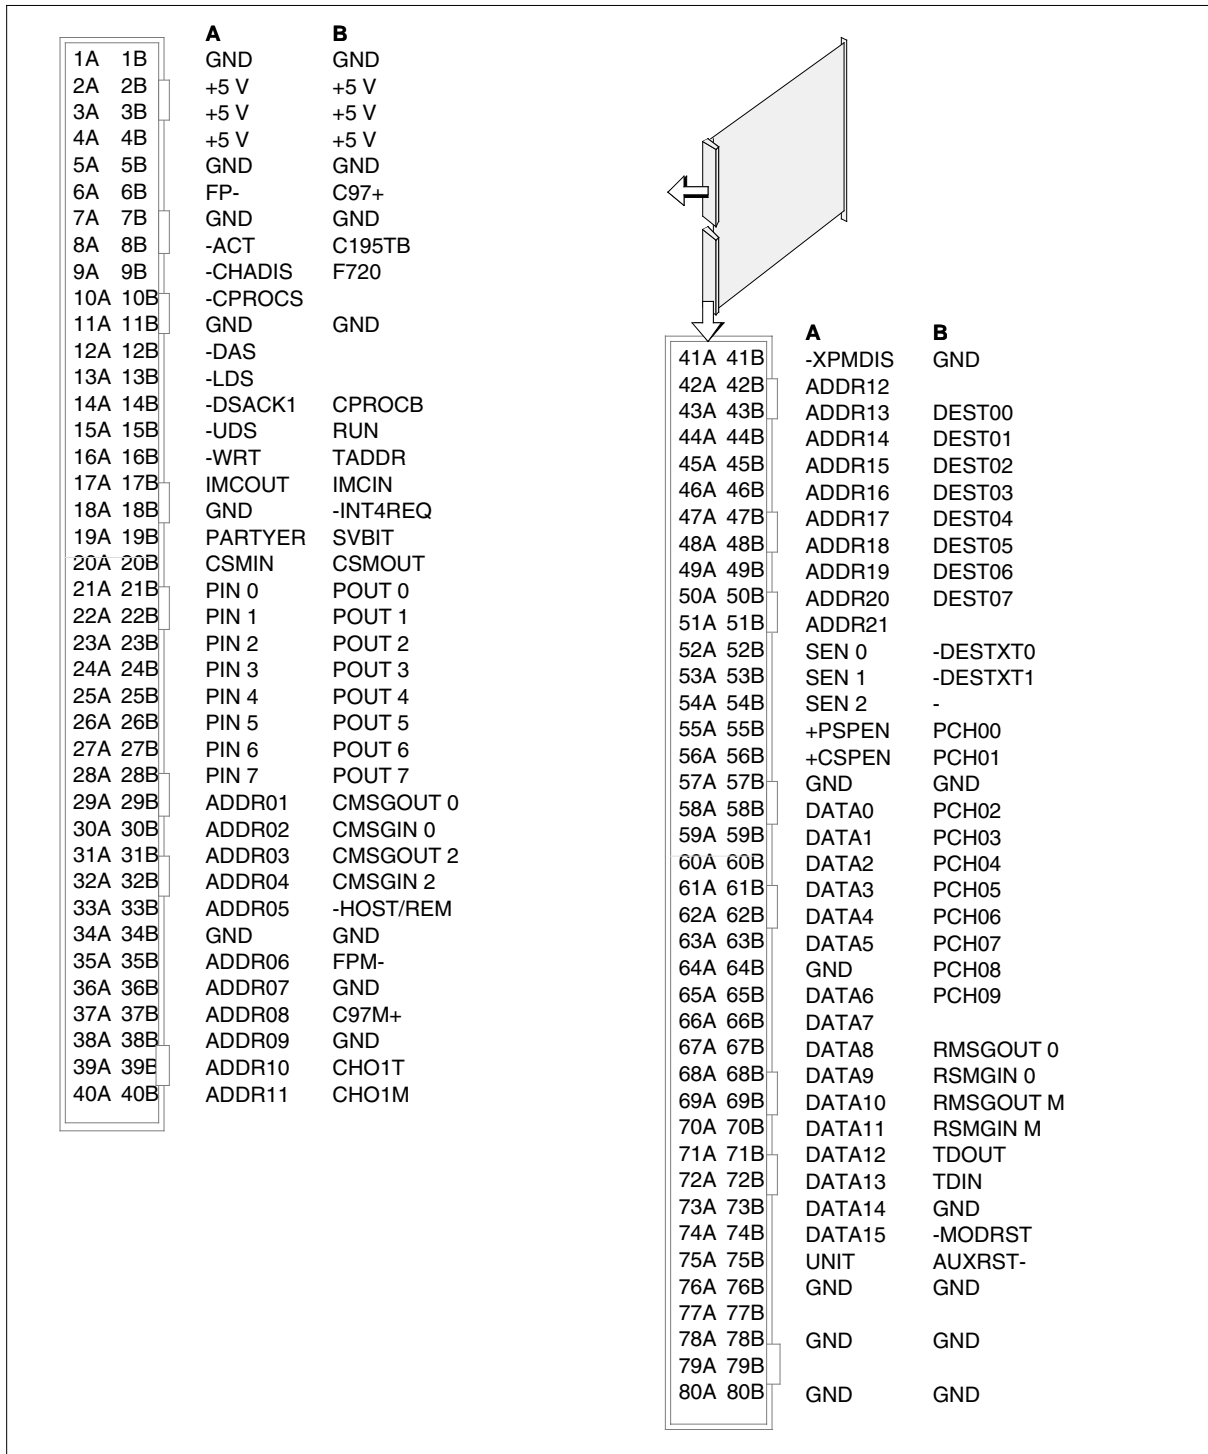 A B
1A 1B GND GND
2A 2B +5 V +5 V
3A 3B +5 V +5 V
4A 4B +5 V +5 V
5A 5B GND GND
6A 6B FP- C97+
7A 7B GND GND
8A 8B -ACT C195TB
9A 9B -CHADIS F720
10A 10B -CPROCS
11A 11B GND GND
12A 12B -DAS
13A 13B -LDS
14A 14B -DSACK1 CPROCB
15A 15B -UDS RUN
16A 16B -WRT TADDR
17A 17B IMCOUT IMCIN
18A 18B GND -INT4REQ
19A 19B PARTYER SVBIT
20A 20B CSMIN CSMOUT
21A 21B PIN 0 POUT 0
22A 22B PIN 1 POUT 1
23A 23B PIN 2 POUT 2
24A 24B PIN 3 POUT 3
25A 25B PIN 4 POUT 4
26A 26B PIN 5 POUT 5
27A 27B PIN 6 POUT 6
28A 28B PIN 7 POUT 7
29A 29B ADDR01 CMSGOUT 0
30A 30B ADDR02 CMSGIN 0
31A 31B ADDR03 CMSGOUT 2
32A 32B ADDR04 CMSGIN 2
33A 33B ADDR05 -HOST/REM
34A 34B GND GND
35A 35B ADDR06 FPM-
36A 36B ADDR07 GND
37A 37B ADDR08 C97M+
38A 38B ADDR09 GND
39A 39B ADDR10 CHO1T
40A 40B ADDR11 CHO1M
A B
41A 41B -XPMDIS GND
42A 42B ADDR12
43A 43B ADDR13 DEST00
44A 44B ADDR14 DEST01
45A 45B ADDR15 DEST02
46A 46B ADDR16 DEST03
47A 47B ADDR17 DEST04
48A 48B ADDR18 DEST05
49A 49B ADDR19 DEST06
50A 50B ADDR20 DEST07
51A 51B ADDR21
52A 52B SEN 0 -DESTXT0
53A 53B SEN 1 -DESTXT1
54A 54B SEN 2 -
55A 55B +PSPEN PCH00
56A 56B +CSPEN PCH01
57A 57B GND GND
58A 58B DATA0 PCH02
59A 59B DATA1 PCH03
60A 60B DATA2 PCH04
61A 61B DATA3 PCH05
62A 62B DATA4 PCH06
63A 63B DATA5 PCH07
64A 64B GND PCH08
65A 65B DATA6 PCH09
66A 66B DATA7
67A 67B DATA8 RMSGOUT 0
68A 68B DATA9 RSMGIN 0
69A 69B DATA10 RMSGOUT M
70A 70B DATA11 RSMGIN M
71A 71B DATA12 TDOUT
72A 72B DATA13 TDIN
73A 73B DATA14 GND
74A 74B DATA15 -MODRST
75A 75B UNIT AUXRST-
76A 76B GND GND
77A 77B
78A 78B GND GND
79A 79B
80A 80B GND GND